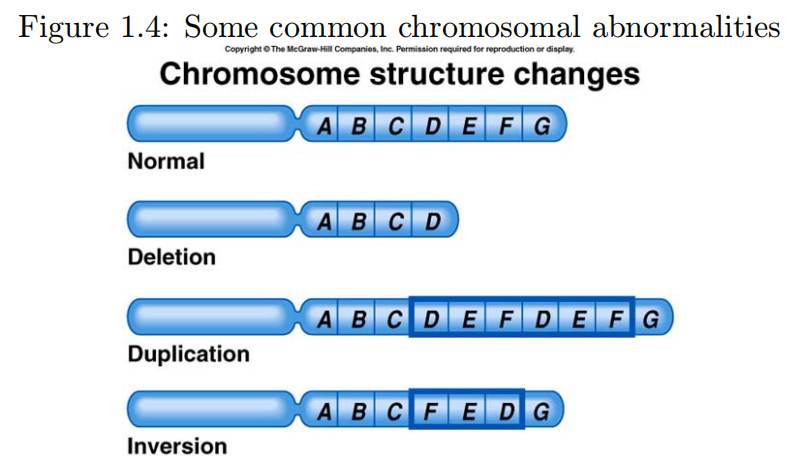 Figure 1.4: Some common chromosomal abnormalities
Copyright © The McGraw-Hill Companies, Inc. Permission required for reproduction or display.
Chromosome structure changes
A B C D E F G
Normal
A B C D
Deletion
A B C D E F D E F G
Duplication
A B C F E D G
Inversion